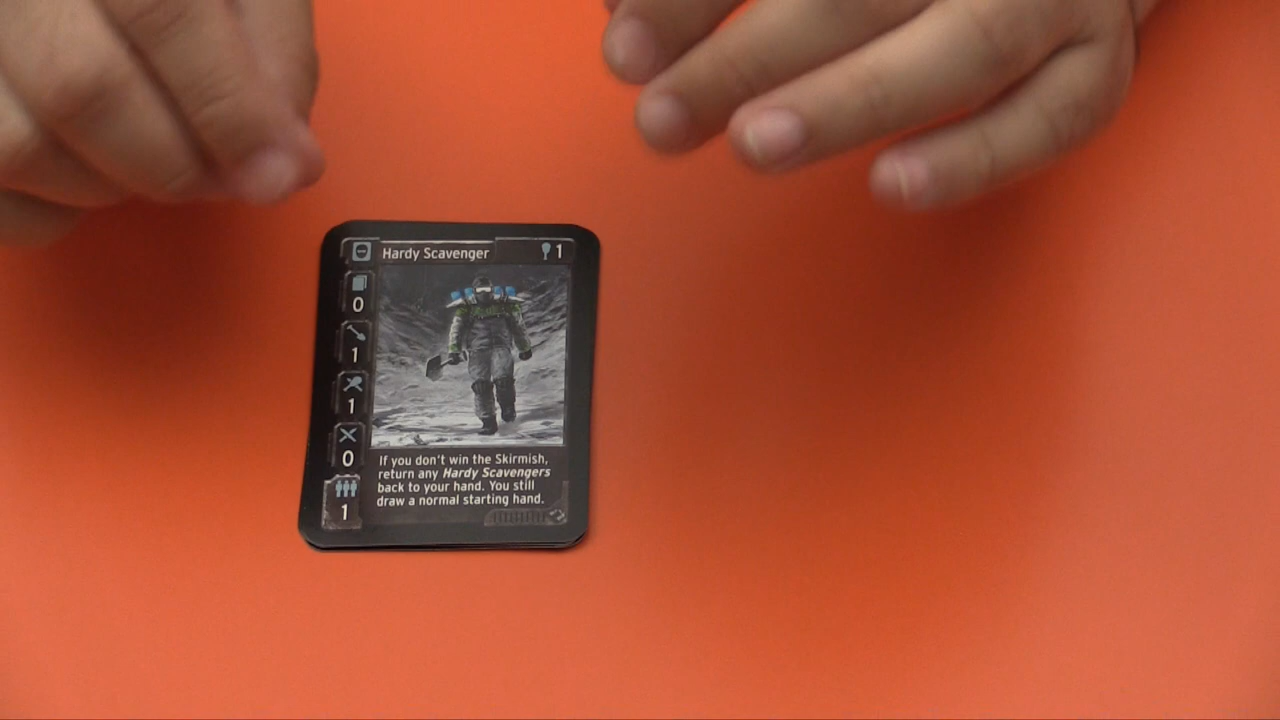 Hardy Scavenger
1
0
1
1
0
1
If you don't win the Skirmish,
return any Hardy Scavengers
back to your hand. You still
draw a normal starting hand.